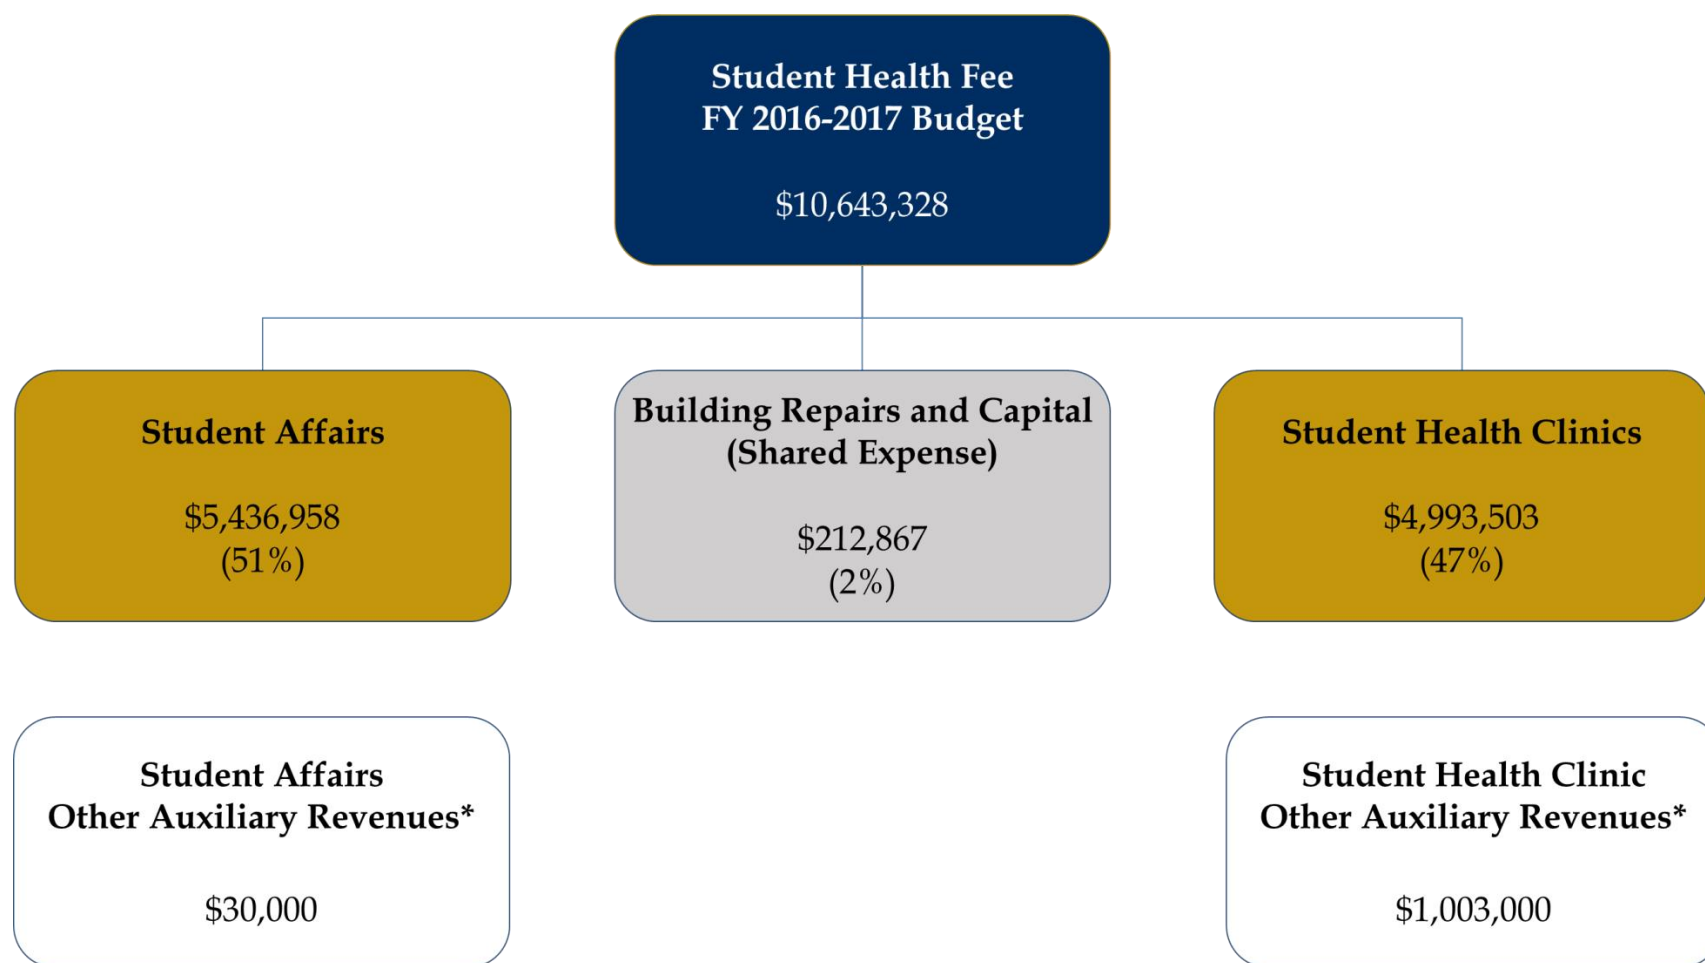 Student Health Fee
FY 2016-2017 Budget
$10,643,328
Student Affairs
$5,436,958
(51%)
Building Repairs and Capital
(Shared Expense)
$212,867
(2%)
Student Health Clinics
$4,993,503
(47%)
Student Affairs
Other Auxiliary Revenues*
$30,000
Student Health Clinic
Other Auxiliary Revenues*
$1,003,000